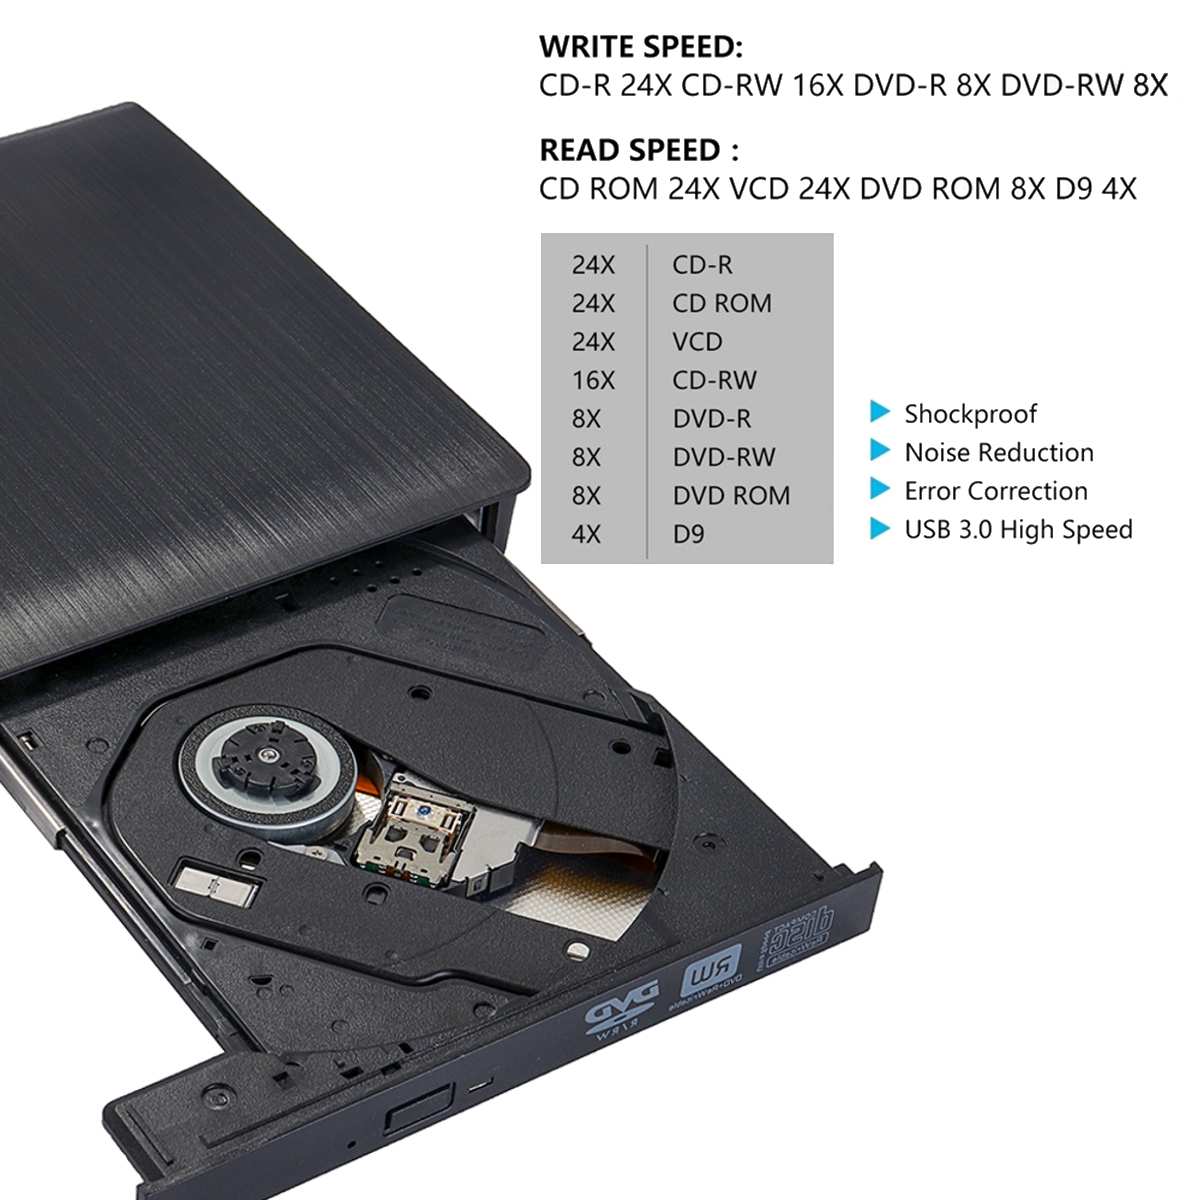 WRITE SPEED:
CD-R 24X CD-RW 16X DVD-R 8X DVD-RW 8X
READ SPEED :
CD ROM 24X VCD 24X DVD ROM 8X D9 4X
24X CD-R
24X CD ROM
24X VCD
16X CD-RW
8X DVD-R
8X DVD-RW
8X DVD ROM
4X D9
Shockproof
Noise Reduction
Error Correction
USB 3.0 High Speed
DVD
R/RW
RW
DVD+ReWritable